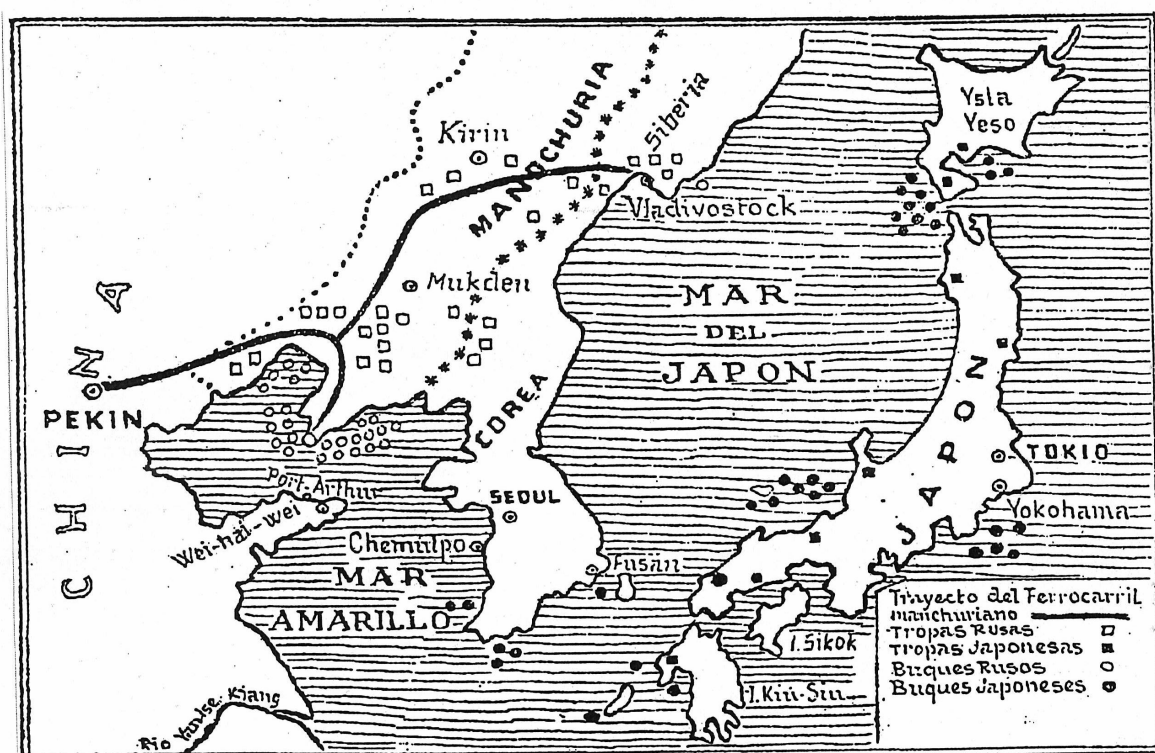 Ysla
Yeso
Siberia
Kirin
MANDCHURIA
Vladivostock
Mukden
MAR
DEL
JAPON
CHINA
PEKIN
COREA
JAPON
TOKIO
Port-Arthur
SEOUL
Yokohama
Wei-hai-wei
Chemulpo
Fusan
MAR
AMARILLO
I. Sikok
I. Kiu-Siu
Rio Yantse-Kiang
Trayecto del Ferrocarril
manchuriano
Tropas Rusas
Tropas Japonesas
Buques Rusos
Buques Japoneses